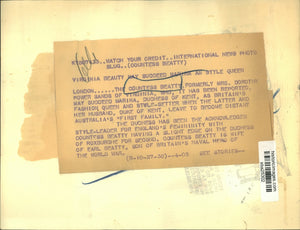 WATCH YOUR CREDIT...INTERNATIONAL NEWS PHOTO
(COUNTESS BEATTY)
VIRGINIA BEAUTY MAY SUCCEED MARINA AS STYLE QUEEN
LONDON....THE COUNTESS BEATTY, FORMERLY MRS. DOROTHY
POWER SANDS OF VIRGINIA, WHO, IT HAS BEEN REPORTED,
MAY SUCCEED MARINA, DUCHESS OF KENT, AS BRITAIN'S
FASHION QUEEN AND STYLE-SETTER WHEN THE LATTER AND
HER HUSBAND, DUKE OF KENT, LEAVE TO BECOME DISTANT
AUSTRALIA'S "FIRST FAMILY."
THE DUCHESS HAS BEEN THE ACKNOWLEDGED
STYLE-LEADER FOR ENGLAND'S FEMININITY WITH
COUNTESS BEATTY HAVING A SLIGHT EDGE ON THE DUCHESS
OF ROXBURGHE FOR SECOND. COUNTESS BEATTY IS WIFE
OF EARL BEATTY, SON OF BRITAIN'S NAVAL HERO OF
THE WORLD WAR.
SEE STORIES